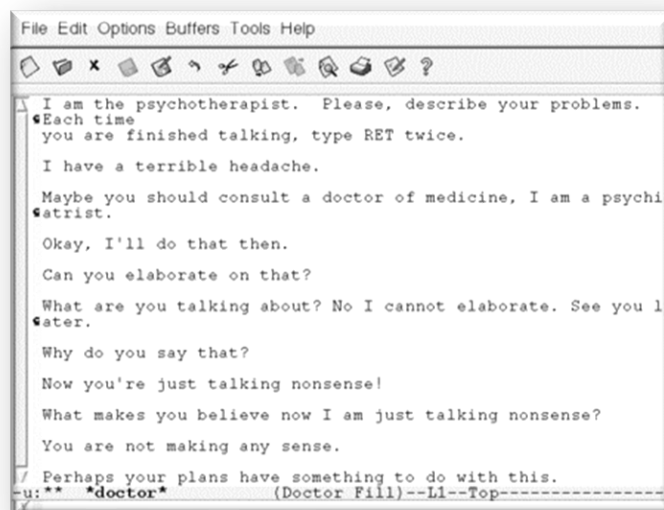 File Edit Options Buffers Tools Help
I am the psychotherapist.  Please, describe your problems.
Each time
you are finished talking, type RET twice.
I have a terrible headache.
Maybe you should consult a doctor of medicine, I am a psychi
atrist.
Okay, I'll do that then.
Can you elaborate on that?
What are you talking about? No I cannot elaborate. See you l
ater.
Why do you say that?
Now you're just talking nonsense!
What makes you believe now I am just talking nonsense?
You are not making any sense.
Perhaps your plans have something to do with this.
-u:**  *doctor*          (Doctor Fill)--L1--Top----------------